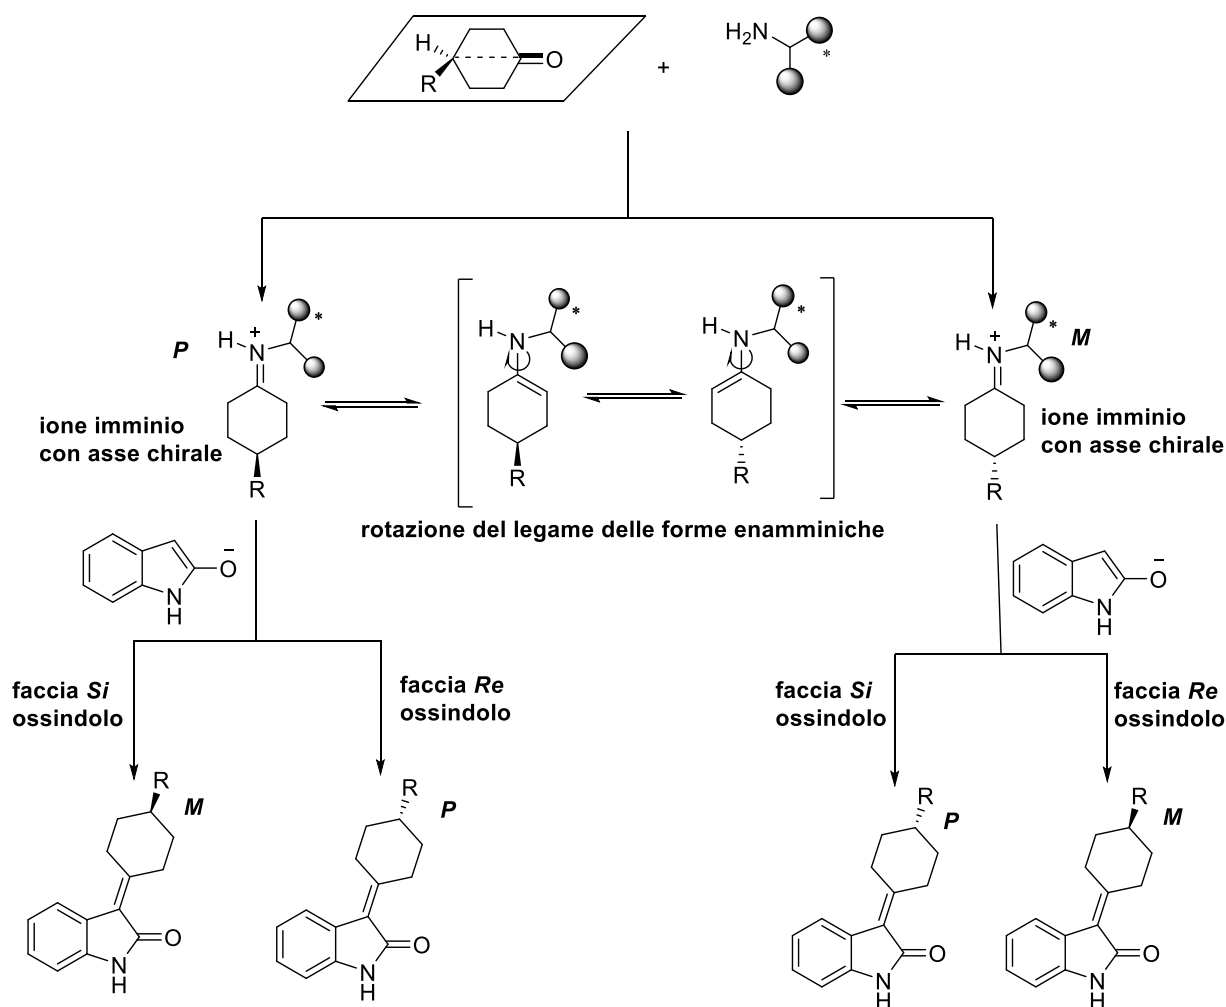 H
R
O
+
H2N
*
P
H
+
N
*
R
ione imminio
con asse chirale
H
N
*
R
H
N
*
R
rotazione del legame delle forme enamminiche
H
+
N
*
M
R
ione imminio
con asse chirale
O
−
N
H
O
−
N
H
faccia Si
ossindolo
faccia Re
ossindolo
faccia Si
ossindolo
faccia Re
ossindolo
R
M
O
N
H
R
P
O
N
H
R
P
O
N
H
R
M
O
N
H